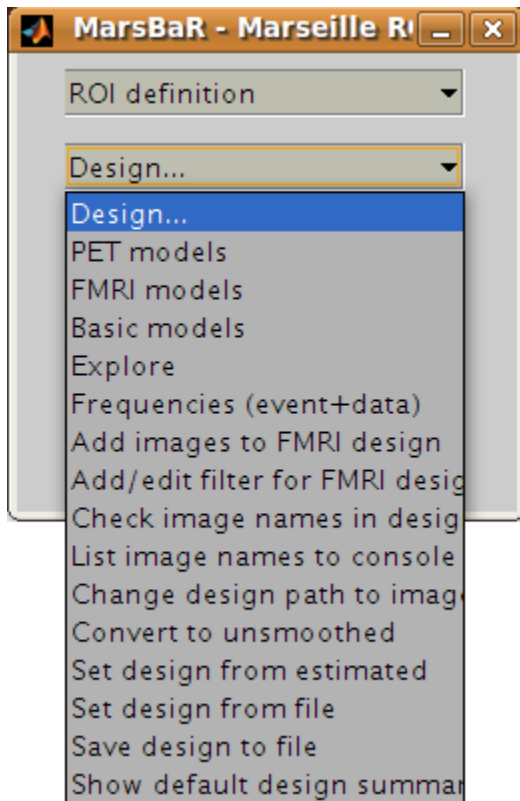 MarsBaR - Marseille R
ROI definition
Design...
Design...
PET models
FMRI models
Basic models
Explore
Frequencies (event+data)
Add images to FMRI design
Add/edit filter for FMRI desig
Check image names in desig
List image names to console
Change design path to imag
Convert to unsmoothed
Set design from estimated
Set design from file
Save design to file
Show default design summar